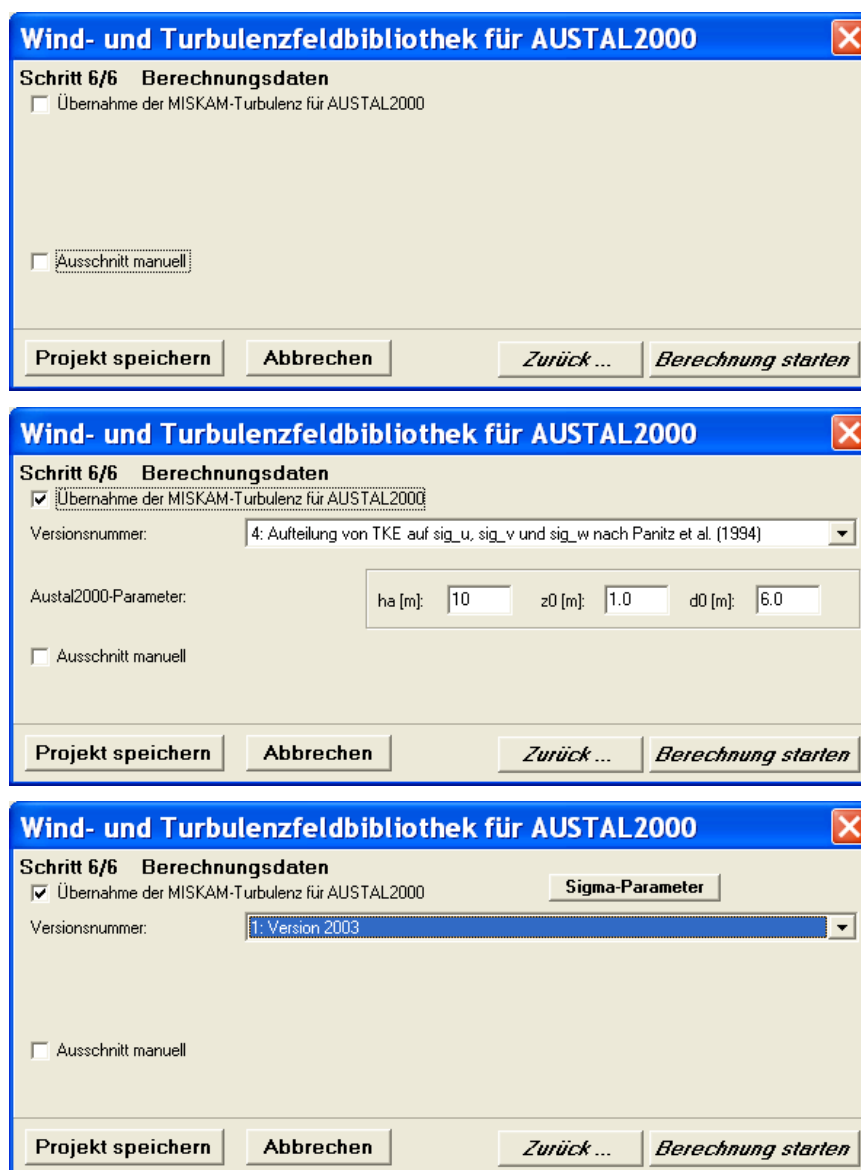 Wind- und Turbulenzfeldbibliothek für AUSTAL2000
Schritt 6/6 Berechnungsdaten
Übernahme der MISKAM-Turbulenz für AUSTAL2000
Ausschnitt manuell
Projekt speichern Abbrechen Zurück ... Berechnung starten
Wind- und Turbulenzfeldbibliothek für AUSTAL2000
Schritt 6/6 Berechnungsdaten
Übernahme der MISKAM-Turbulenz für AUSTAL2000
Versionsnummer: 4: Aufteilung von TKE auf sig_u, sig_v und sig_w nach Panitz et al. (1994)
Austal2000-Parameter: ha [m]: 10 z0 [m]: 1.0 d0 [m]: 6.0
Ausschnitt manuell
Projekt speichern Abbrechen Zurück ... Berechnung starten
Wind- und Turbulenzfeldbibliothek für AUSTAL2000
Schritt 6/6 Berechnungsdaten
Übernahme der MISKAM-Turbulenz für AUSTAL2000 Sigma-Parameter
Versionsnummer: 1: Version 2003
Ausschnitt manuell
Projekt speichern Abbrechen Zurück ... Berechnung starten